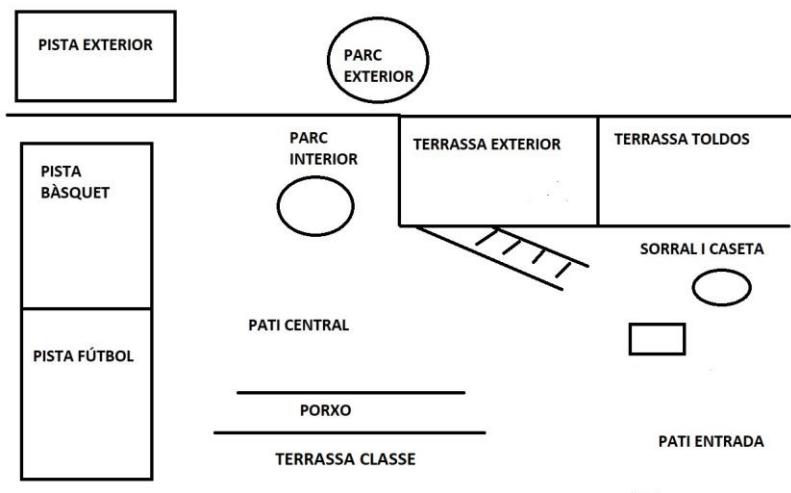 PISTA EXTERIOR
PARC
EXTERIOR
PARC
INTERIOR
TERRASSA EXTERIOR
TERRASSA TOLDOS
PISTA
BÀSQUET
SORRAL I CASETA
PATI CENTRAL
PISTA FÚTBOL
PORXO
PATI ENTRADA
TERRASSA CLASSE